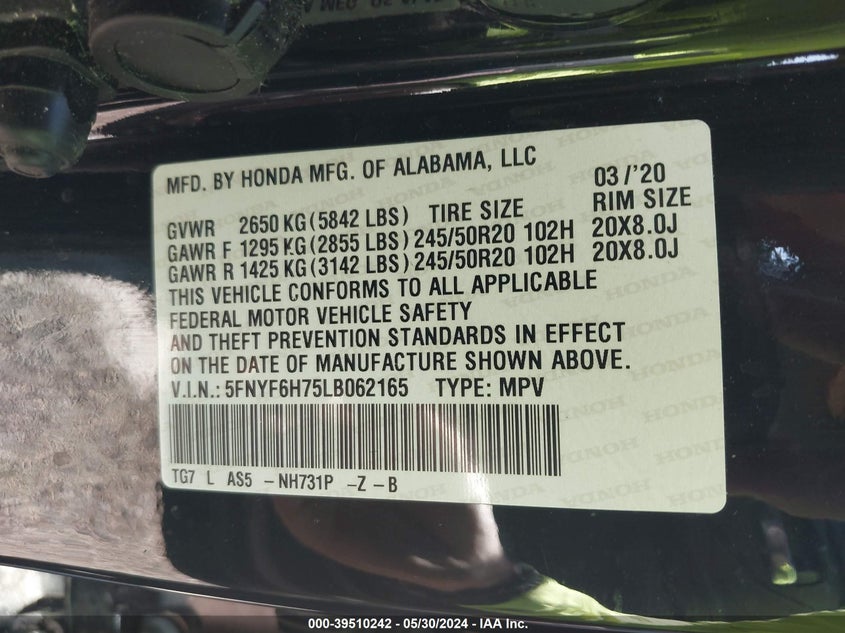 MFD. BY HONDA MFG. OF ALABAMA, LLC 03/'20
GVWR 2650 KG (5842 LBS) TIRE SIZE RIM SIZE
GAWR F 1295 KG (2855 LBS) 245/50R20 102H 20X8.0J
GAWR R 1425 KG (3142 LBS) 245/50R20 102H 20X8.0J
THIS VEHICLE CONFORMS TO ALL APPLICABLE
FEDERAL MOTOR VEHICLE SAFETY
AND THEFT PREVENTION STANDARDS IN EFFECT
ON THE DATE OF MANUFACTURE SHOWN ABOVE.
V.I.N.: 5FNYF6H75LB062165 TYPE: MPV
TG7 L AS5 -NH731P -Z -B
000-39510242 - 05/30/2024 - IAA Inc.